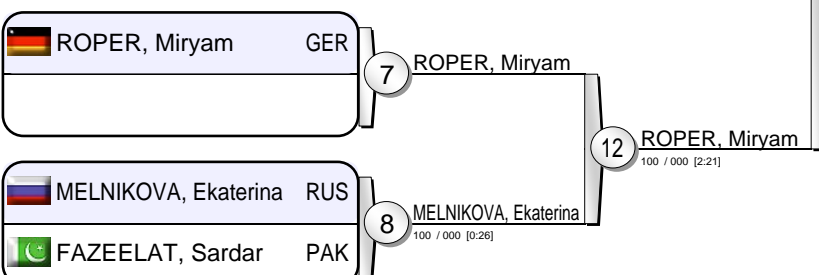 ROPER, Miryam GER
7
ROPER, Miryam
12
ROPER, Miryam
100 / 000 [2:21]
MELNIKOVA, Ekaterina RUS
8
MELNIKOVA, Ekaterina
100 / 000 [0:26]
FAZEELAT, Sardar PAK